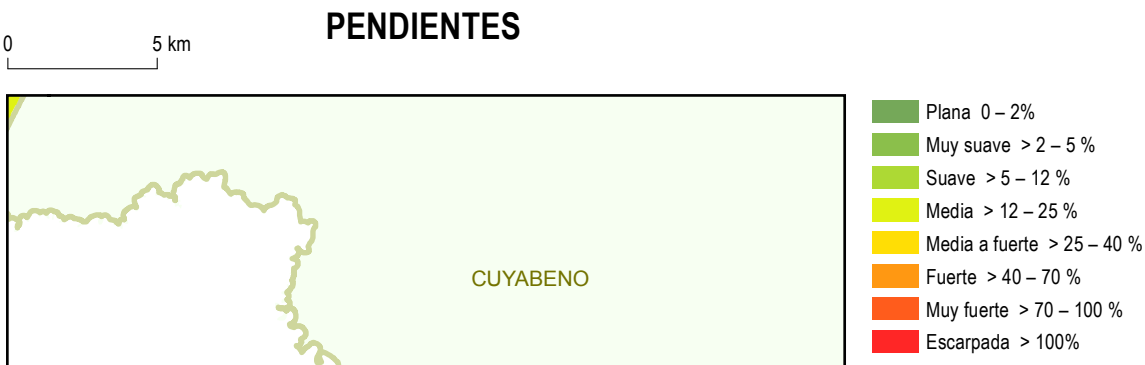 PENDIENTES
0 5 km
CUYABENO
Plana 0 – 2%
Muy suave > 2 – 5 %
Suave > 5 – 12 %
Media > 12 – 25 %
Media a fuerte > 25 – 40 %
Fuerte > 40 – 70 %
Muy fuerte > 70 – 100 %
Escarpada > 100%